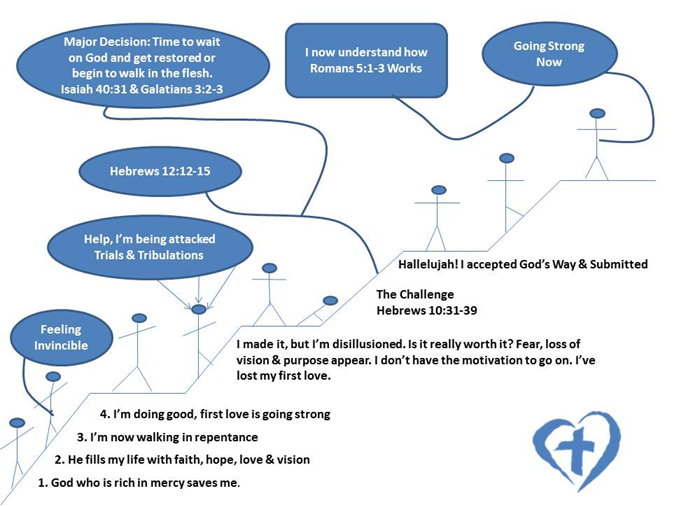 Major Decision: Time to wait
on God and get restored or
begin to walk in the flesh.
Isaiah 40:31 & Galatians 3:2-3
I now understand how
Romans 5:1-3 Works
Going Strong
Now
Hebrews 12:12-15
Help, I'm being attacked
Trials & Tribulations
Feeling
Invincible
Hallelujah! I accepted God's Way & Submitted
The Challenge
Hebrews 10:31-39
I made it, but I'm disillusioned. Is it really worth it? Fear, loss of
vision & purpose appear. I don't have the motivation to go on. I've
lost my first love.
4. I'm doing good, first love is going strong
3. I'm now walking in repentance
2. He fills my life with faith, hope, love & vision
1. God who is rich in mercy saves me.